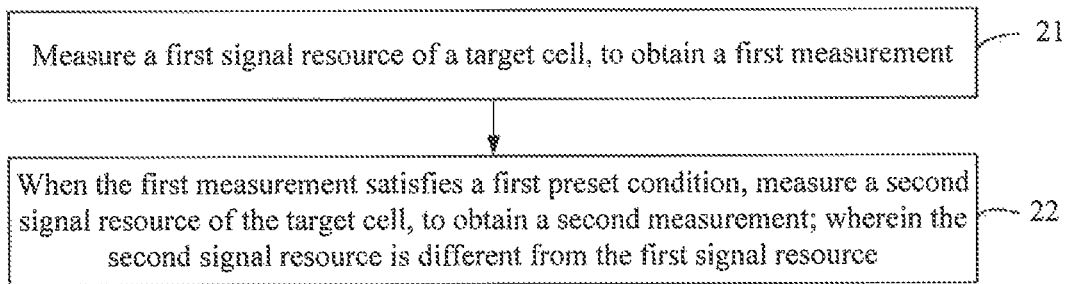 Measure a first signal resource of a target cell, to obtain a first measurement
21
When the first measurement satisfies a first preset condition, measure a second
signal resource of the target cell, to obtain a second measurement; wherein the
second signal resource is different from the first signal resource
22